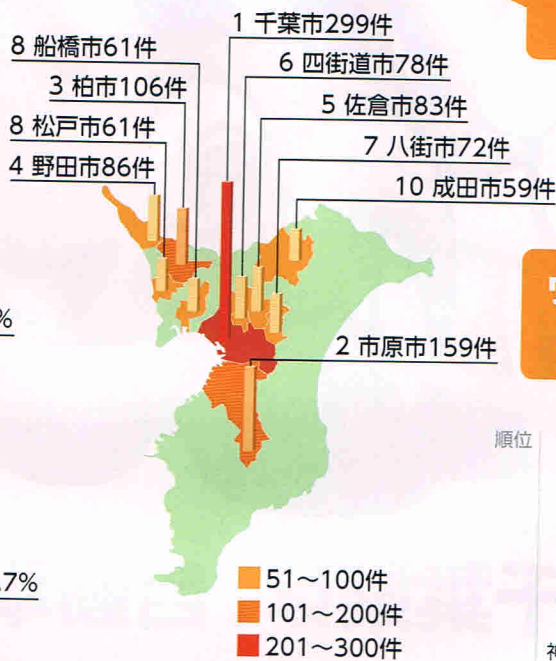 1 千葉市299件
8 船橋市61件
6 四街道市78件
3 柏市106件
5 佐倉市83件
8 松戸市61件
7 八街市72件
4 野田市86件
10 成田市59件
%
2 市原市159件
順位
.7%
51～100件
101～200件
201～300件